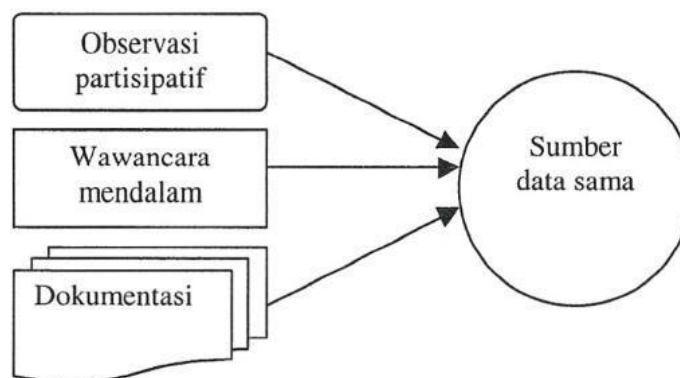 Observasi
partisipatif
Wawancara
mendalam
Dokumentasi
Sumber
data sama